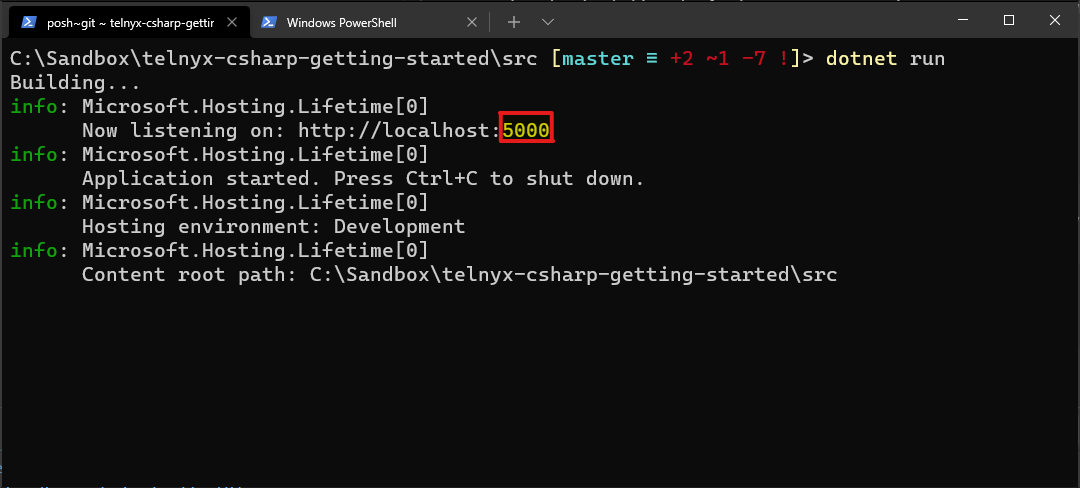 posh~git ~ telnyx-csharp-gettin
Windows PowerShell
C:\Sandbox\telnyx-csharp-getting-started\src [master ≡ +2 ~1 -7 !]> dotnet run
Building...
info: Microsoft.Hosting.Lifetime[0]
Now listening on: http://localhost:5000
info: Microsoft.Hosting.Lifetime[0]
Application started. Press Ctrl+C to shut down.
info: Microsoft.Hosting.Lifetime[0]
Hosting environment: Development
info: Microsoft.Hosting.Lifetime[0]
Content root path: C:\Sandbox\telnyx-csharp-getting-started\src